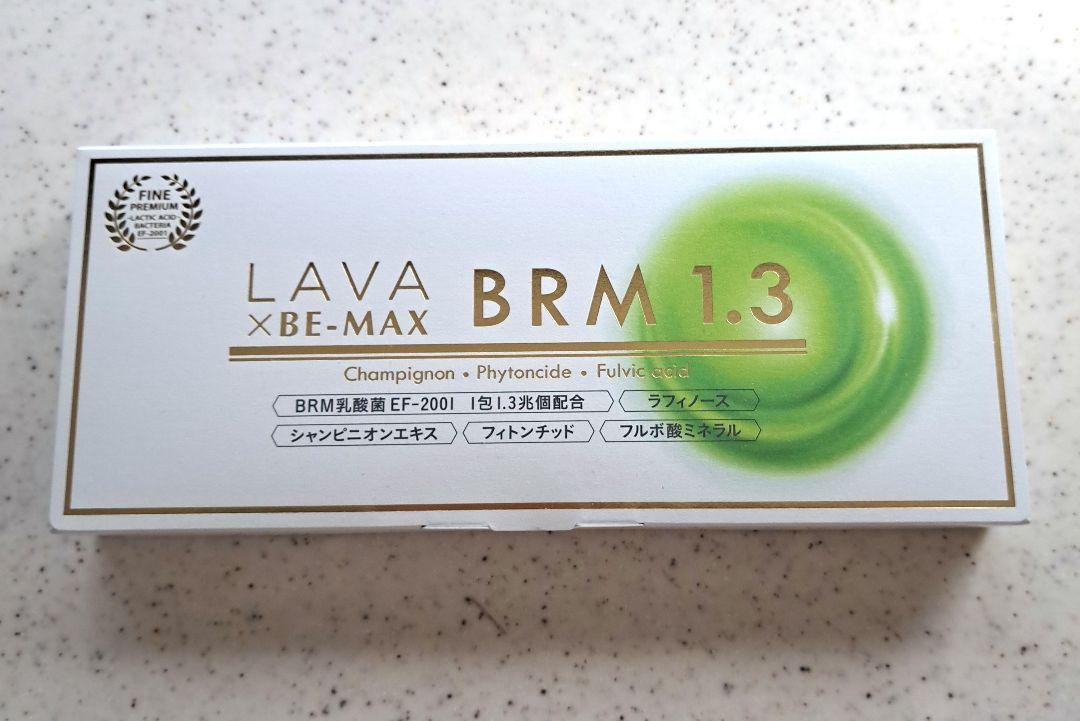 FINE
PREMIUM
-LACTIC ACID-
BACTERIA
EF-2001
LAVA
×BE-MAX
BRM 1.3
Champignon • Phytoncide • Fulvic acid
BRM乳酸菌 EF-2001 1包1.3兆個配合
ラフィノース
シャンピニオンエキス
フィトンチッド
フルボ酸ミネラル